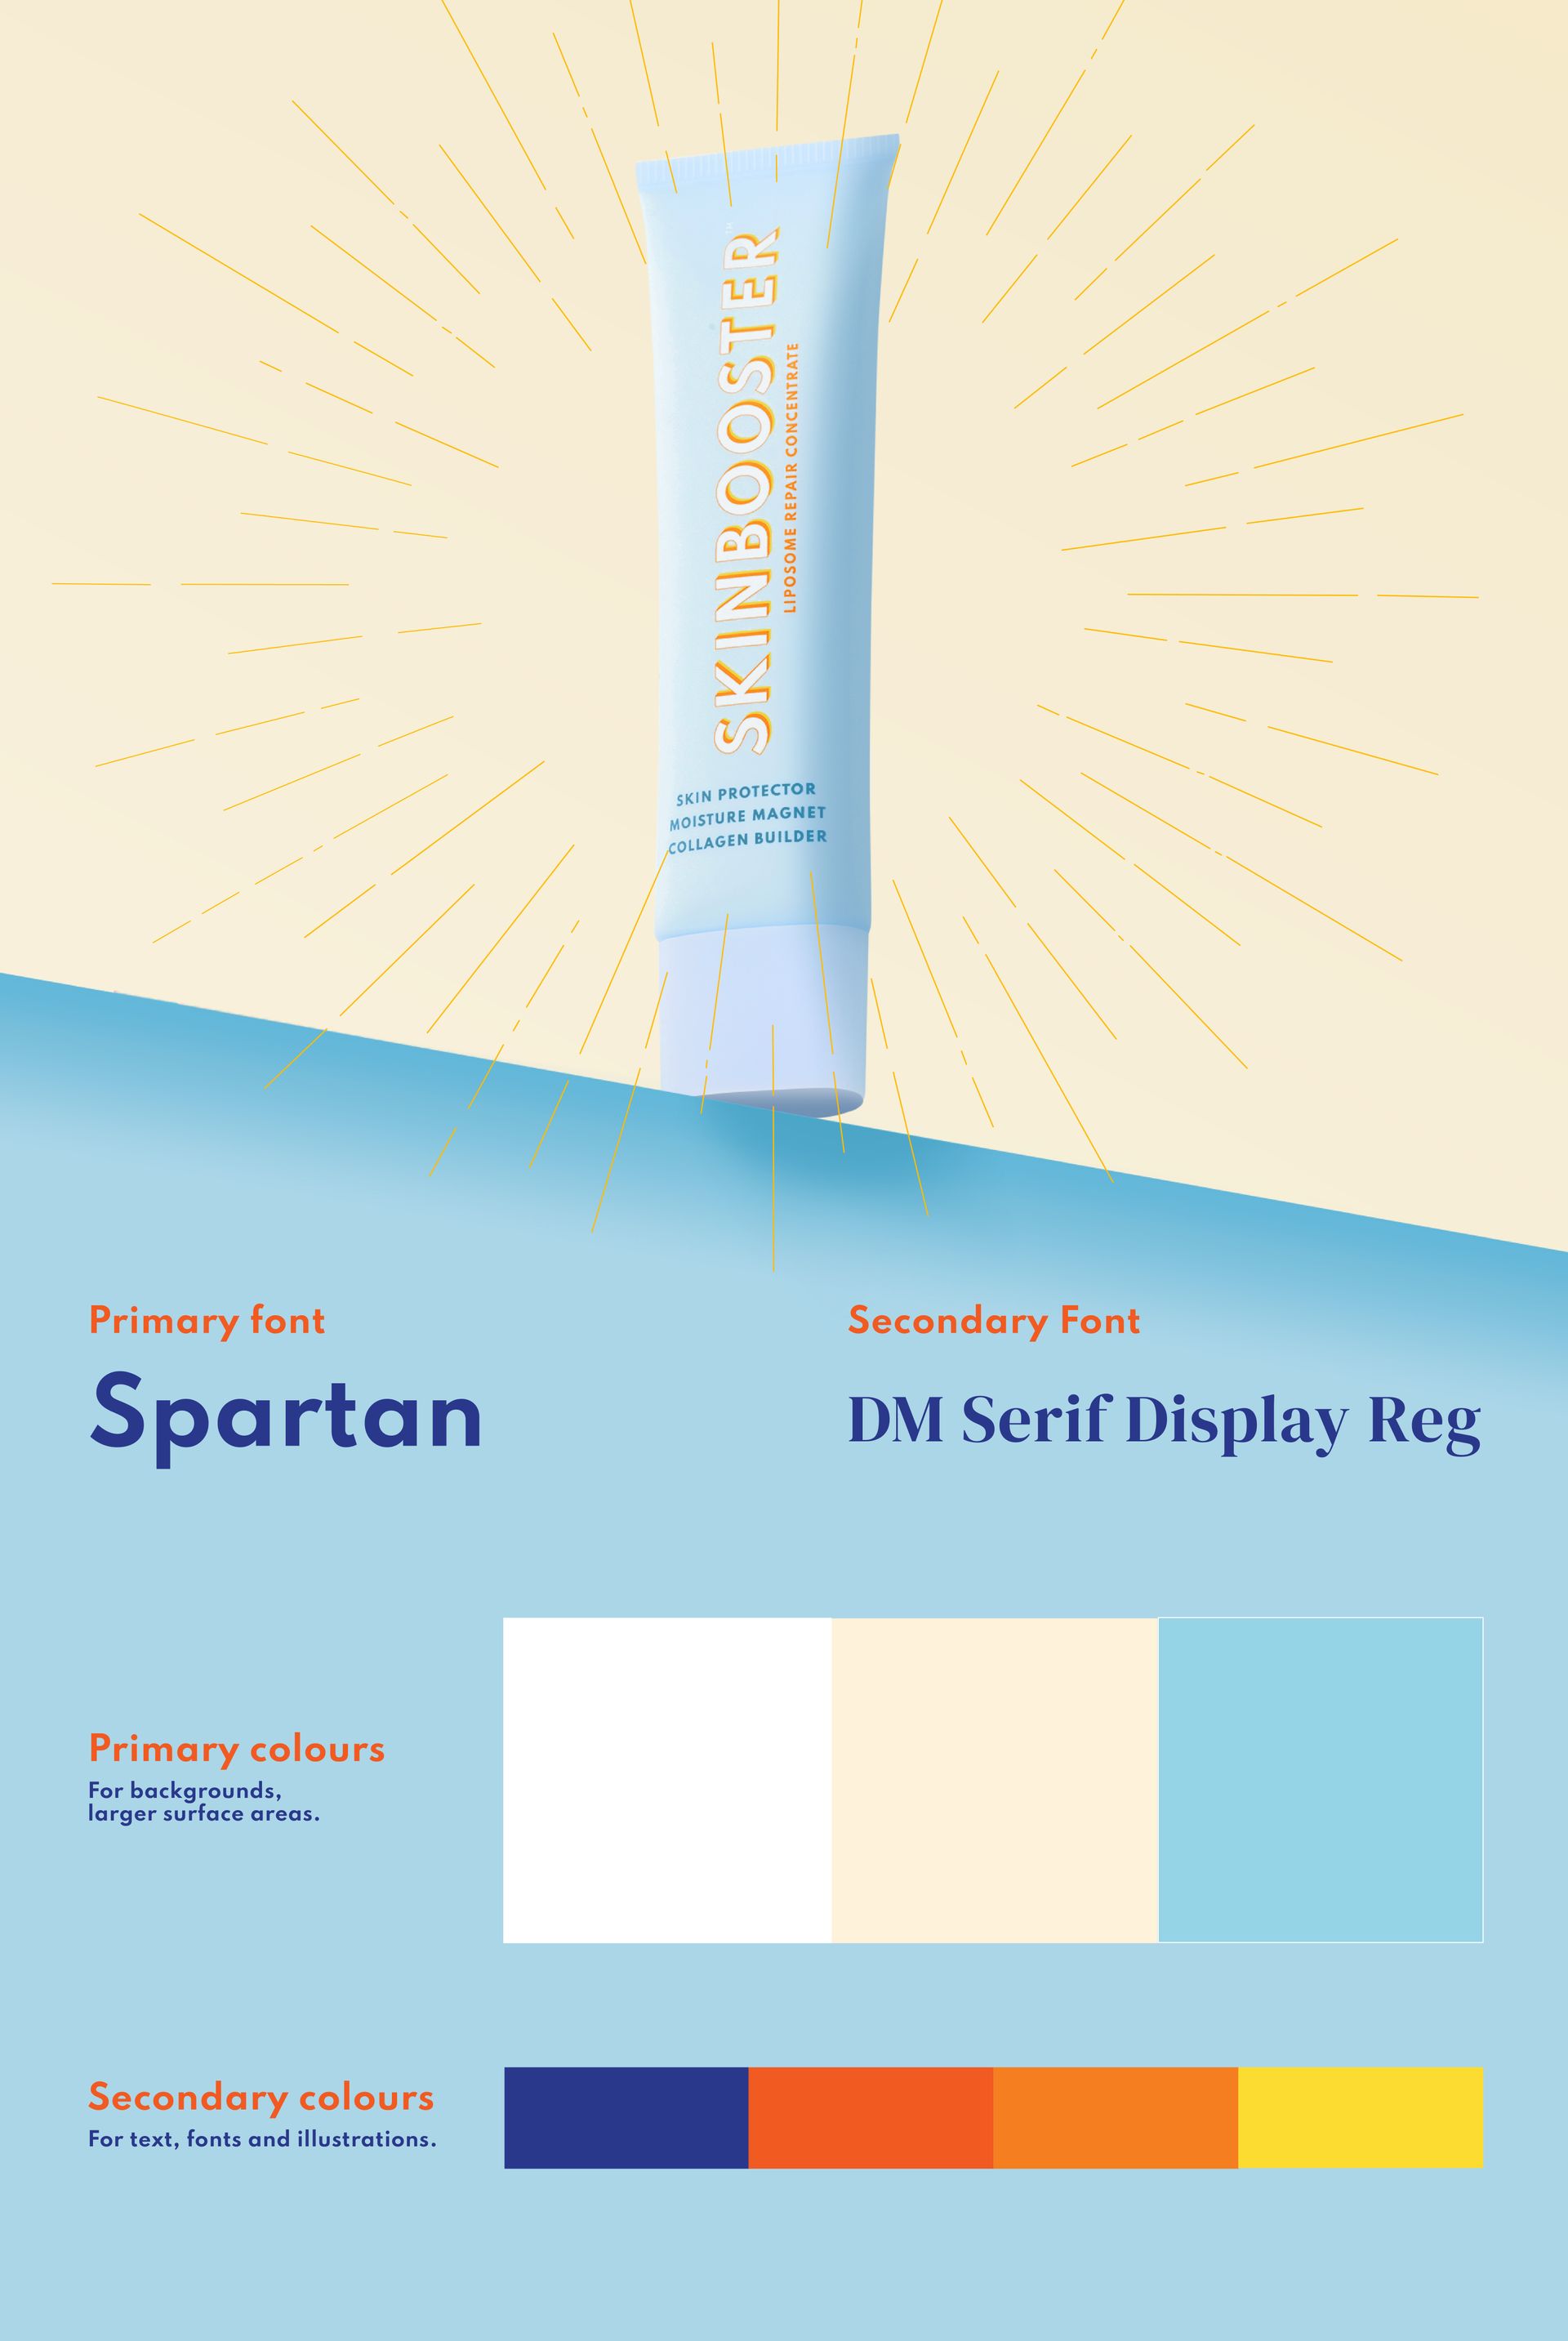 SKINBOOSTER™
LIPOSOME REPAIR CONCENTRATE
SKIN PROTECTOR
MOISTURE MAGNET
COLLAGEN BUILDER
Primary font
Spartan
Secondary Font
DM Serif Display Reg
Primary colours
For backgrounds,
larger surface areas.
Secondary colours
For text, fonts and illustrations.